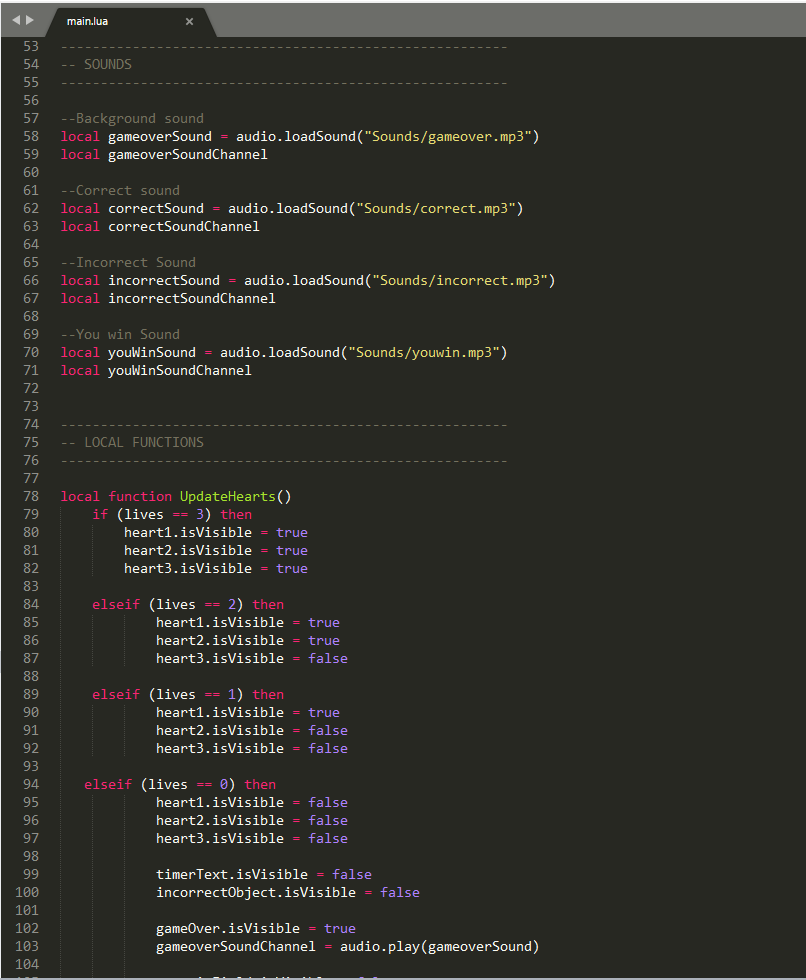 main.lua ×
53 --------------------------------------------------------
54 -- SOUNDS
55 --------------------------------------------------------
56
57 --Background sound
58 local gameoverSound = audio.loadSound("Sounds/gameover.mp3")
59 local gameoverSoundChannel
60
61 --Correct sound
62 local correctSound = audio.loadSound("Sounds/correct.mp3")
63 local correctSoundChannel
64
65 --Incorrect Sound
66 local incorrectSound = audio.loadSound("Sounds/incorrect.mp3")
67 local incorrectSoundChannel
68
69 --You win Sound
70 local youWinSound = audio.loadSound("Sounds/youwin.mp3")
71 local youWinSoundChannel
72
73
74 --------------------------------------------------------
75 -- LOCAL FUNCTIONS
76 --------------------------------------------------------
77
78 local function UpdateHearts()
79     if (lives == 3) then
80         heart1.isVisible = true
81         heart2.isVisible = true
82         heart3.isVisible = true
83
84     elseif (lives == 2) then
85             heart1.isVisible = true
86             heart2.isVisible = true
87             heart3.isVisible = false
88
89     elseif (lives == 1) then
90             heart1.isVisible = true
91             heart2.isVisible = false
92             heart3.isVisible = false
93
94    elseif (lives == 0) then
95             heart1.isVisible = false
96             heart2.isVisible = false
97             heart3.isVisible = false
98
99             timerText.isVisible = false
100             incorrectObject.isVisible = false
101
102             gameOver.isVisible = true
103             gameoverSoundChannel = audio.play(gameoverSound)
104